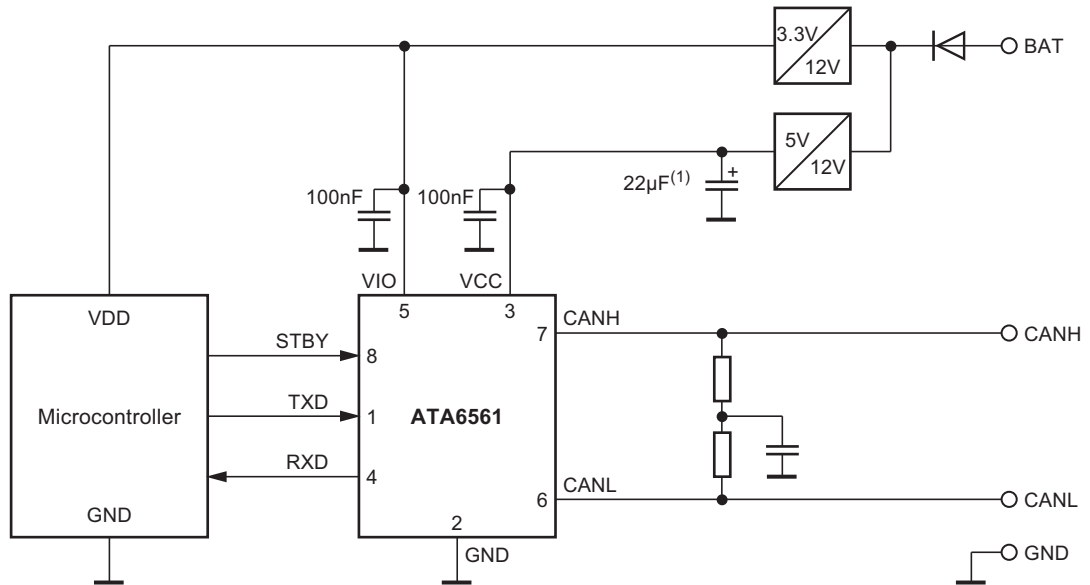 3.3V
12V
BAT
5V
12V
22µF(1)
+
100nF
100nF
VIO
VCC
VDD
5
3
CANH
7
CANH
STBY
8
Microcontroller
TXD
1
ATA6561
RXD
4
CANL
6
CANL
GND
2
GND
GND